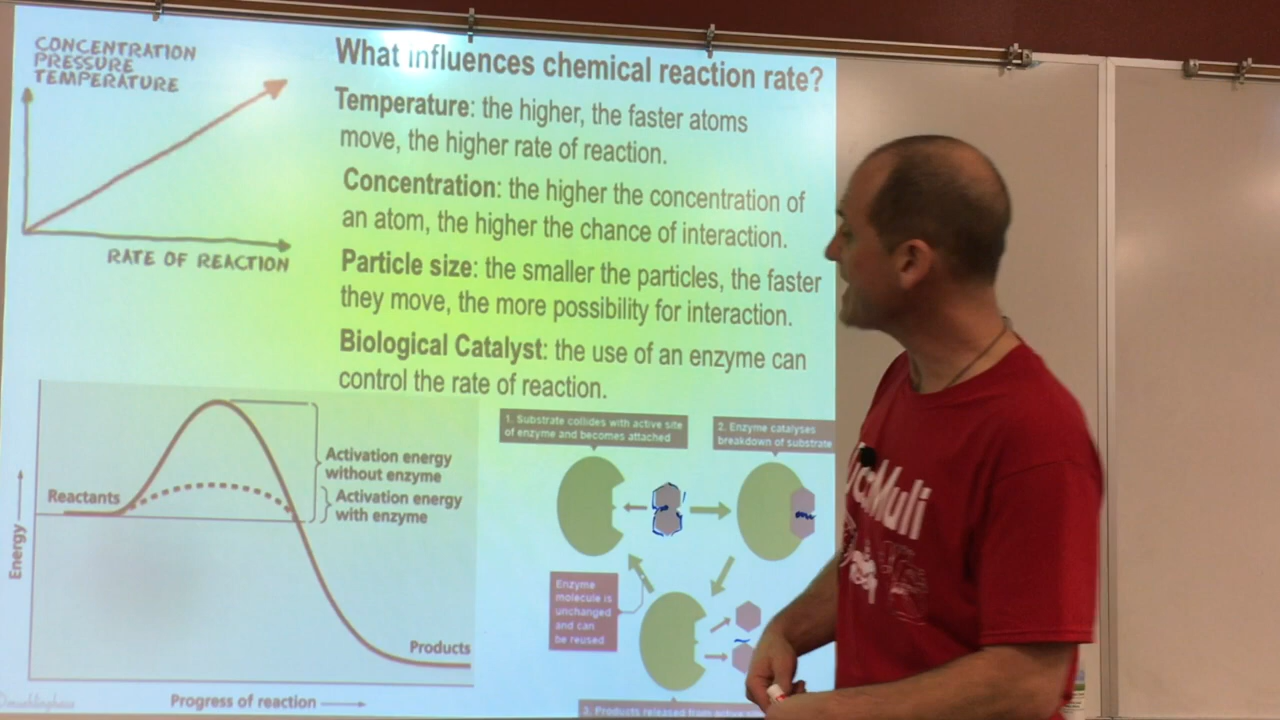 CONCENTRATION
PRESSURE
TEMPERATURE
RATE OF REACTION
What influences chemical reaction rate?
Temperature: the higher, the faster atoms
move, the higher rate of reaction.
Concentration: the higher the concentration of
an atom, the higher the chance of interaction.
Particle size: the smaller the particles, the faster
they move, the more possibility for interaction.
Biological Catalyst: the use of an enzyme can
control the rate of reaction.
Energy
Reactants
Activation energy
without enzyme
Activation energy
with enzyme
Products
Progress of reaction
1. Substrate collides with active site
of enzyme and becomes attached
2. Enzyme catalyses
breakdown of substrate
Enzyme
molecule is
unchanged
and can
be reused
3. Products released from active